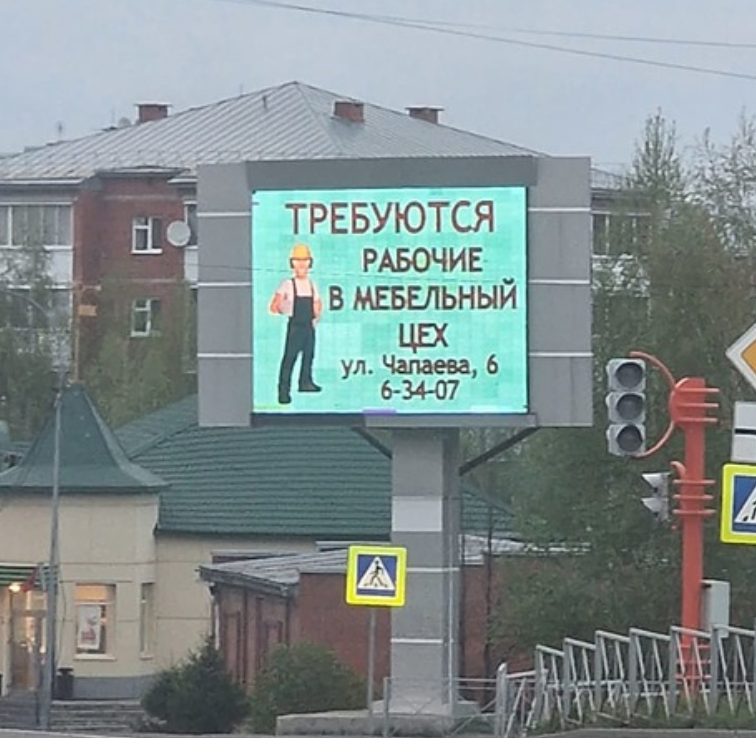 ТРЕБУЮТСЯ
РАБОЧИЕ
В МЕБЕЛЬНЫЙ
ЦЕХ
ул. Чапаева, 6
6-34-07